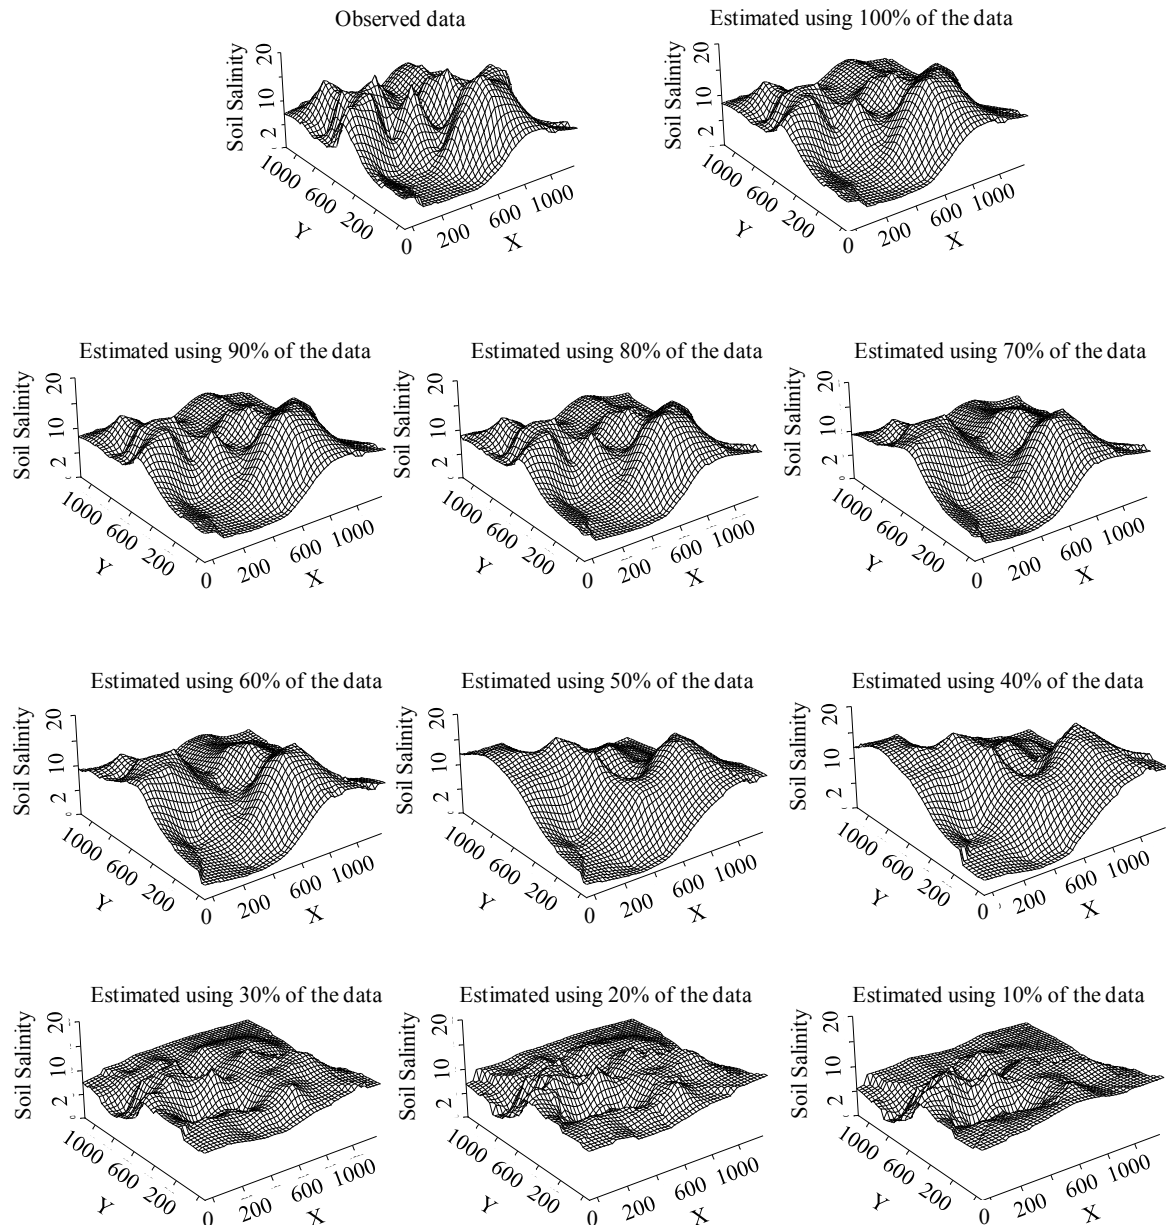 Observed data
Estimated using 100% of the data
Soil Salinity
20
10
2
1000
600
200
Y
0
200
600
1000
X
Soil Salinity
20
10
2
1000
600
200
Y
0
200
600
1000
X
Estimated using 90% of the data
Estimated using 80% of the data
Estimated using 70% of the data
Soil Salinity
20
10
2
1000
600
200
Y
0
200
600
1000
X
Soil Salinity
20
10
2
1000
600
200
Y
0
200
600
1000
X
Soil Salinity
20
10
2
1000
600
200
Y
0
200
600
1000
X
Estimated using 60% of the data
Estimated using 50% of the data
Estimated using 40% of the data
Soil Salinity
20
10
2
1000
600
200
Y
0
200
600
1000
X
Soil Salinity
20
10
2
1000
600
200
Y
0
200
600
1000
X
Soil Salinity
20
10
2
1000
600
200
Y
0
200
600
1000
X
Estimated using 30% of the data
Estimated using 20% of the data
Estimated using 10% of the data
Soil Salinity
20
10
2
1000
600
200
Y
0
200
600
1000
X
Soil Salinity
20
10
2
1000
600
200
Y
0
200
600
1000
X
Soil Salinity
20
10
2
1000
600
200
Y
0
200
600
1000
X